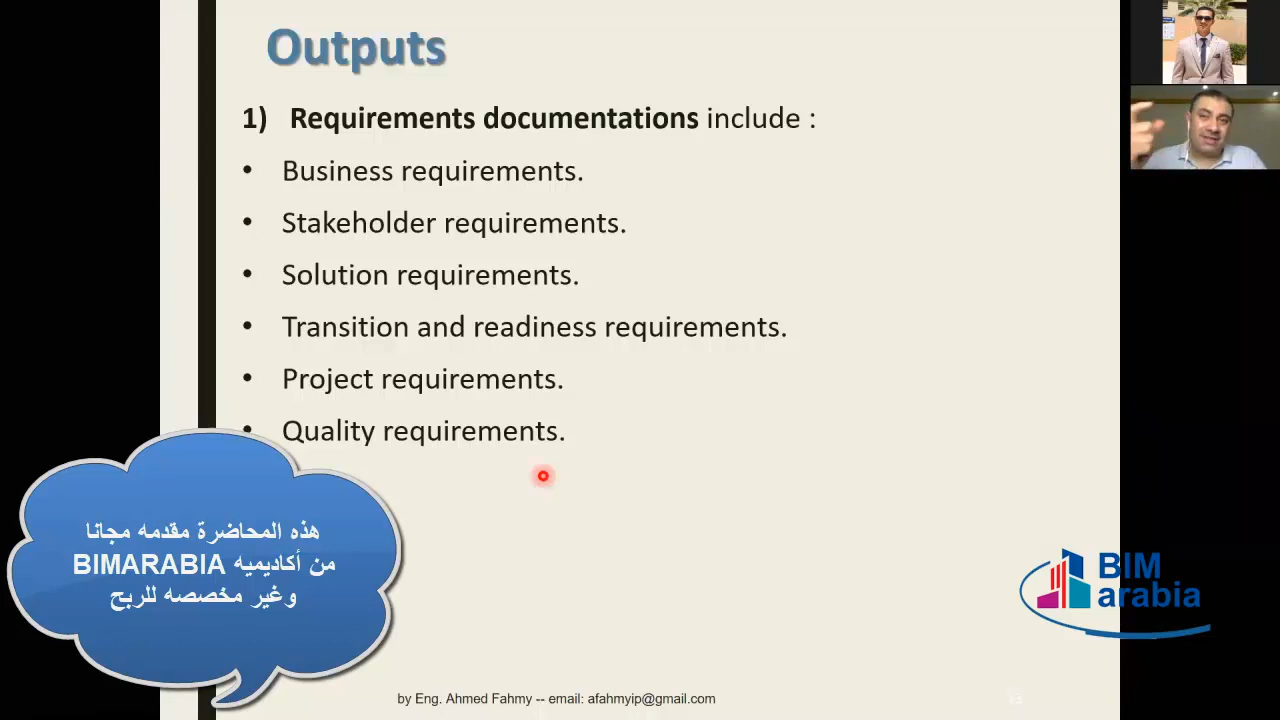 Outputs
1) Requirements documentations include :
• Business requirements.
• Stakeholder requirements.
• Solution requirements.
• Transition and readiness requirements.
• Project requirements.
• Quality requirements.
هذه المحاضرة مقدمه مجانا
من أكاديميه BIMARABIA
وغير مخصصه للربح
BIM
arabia
by Eng. Ahmed Fahmy -- email: afahmyip@gmail.com
13